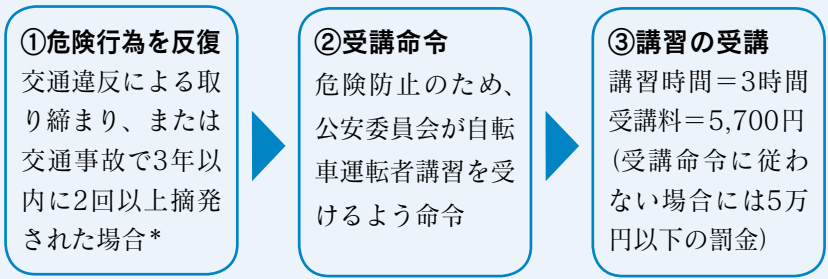 ①危険行為を反復
交通違反による取
り締まり、または
交通事故で3年以
内に2回以上摘発
された場合*
②受講命令
危険防止のため、
公安委員会が自転
車運転者講習を受
けるよう命令
③講習の受講
講習時間=3時間
受講料=5,700円
(受講命令に従わ
ない場合には5万
円以下の罰金)